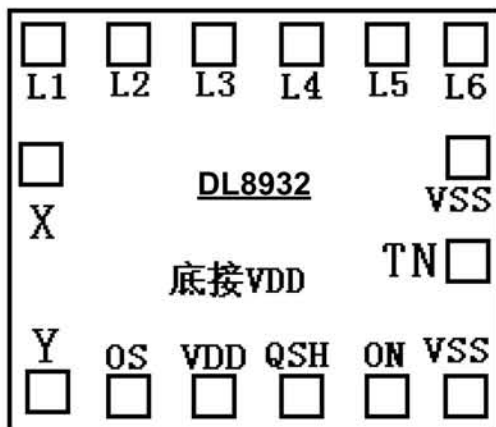 L1 L2 L3 L4 L5 L6
DL8932
VSS
X
TN
底接VDD
Y OS VDD QSH ON VSS